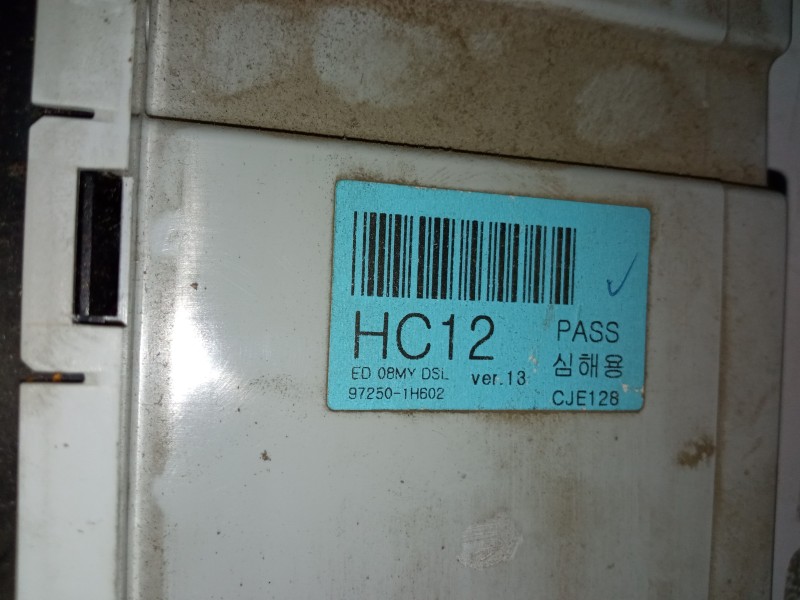 HC12 PASS
ED 08MY DSL ver.13 심해용
97250-1H602 CJE128